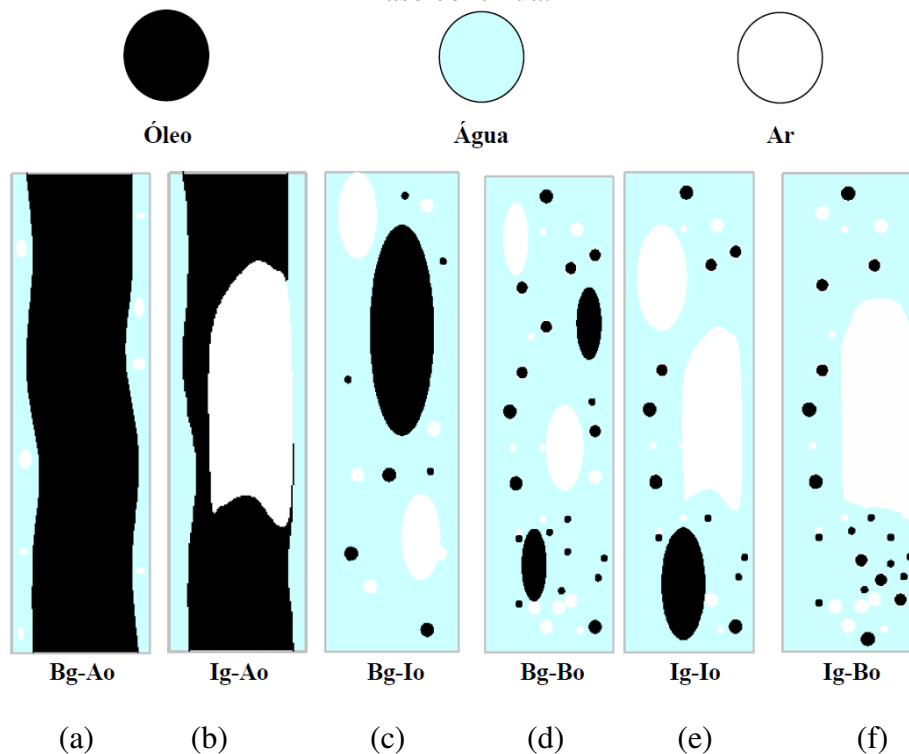 Óleo Água Ar
Bg-Ao Ig-Ao Bg-Io Bg-Bo Ig-Io Ig-Bo
(a) (b) (c) (d) (e) (f)